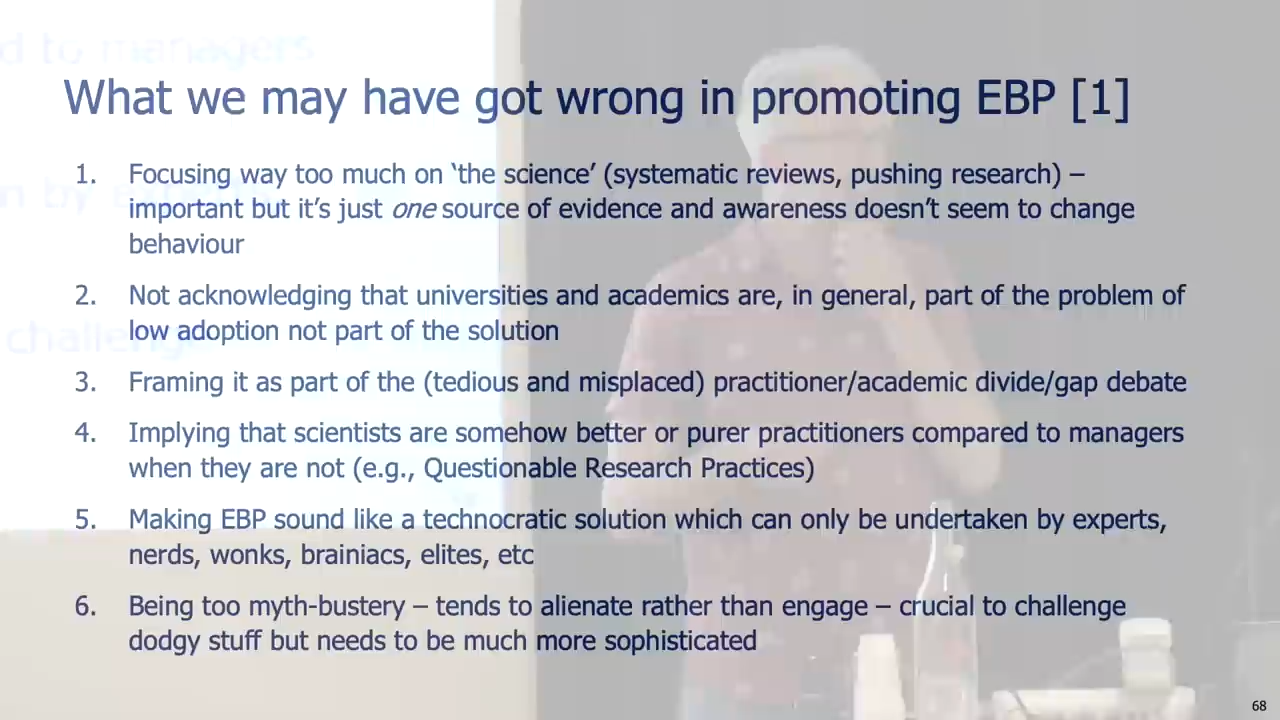 d to managers
What we may have got wrong in promoting EBP [1]
1. Focusing way too much on ‘the science’ (systematic reviews, pushing research) –
important but it’s just one source of evidence and awareness doesn’t seem to change
behaviour
n by experts,
2. Not acknowledging that universities and academics are, in general, part of the problem of
low adoption not part of the solution
challenge
3. Framing it as part of the (tedious and misplaced) practitioner/academic divide/gap debate
4. Implying that scientists are somehow better or purer practitioners compared to managers
when they are not (e.g., Questionable Research Practices)
5. Making EBP sound like a technocratic solution which can only be undertaken by experts,
nerds, wonks, brainiacs, elites, etc
6. Being too myth-bustery – tends to alienate rather than engage – crucial to challenge
dodgy stuff but needs to be much more sophisticated
68